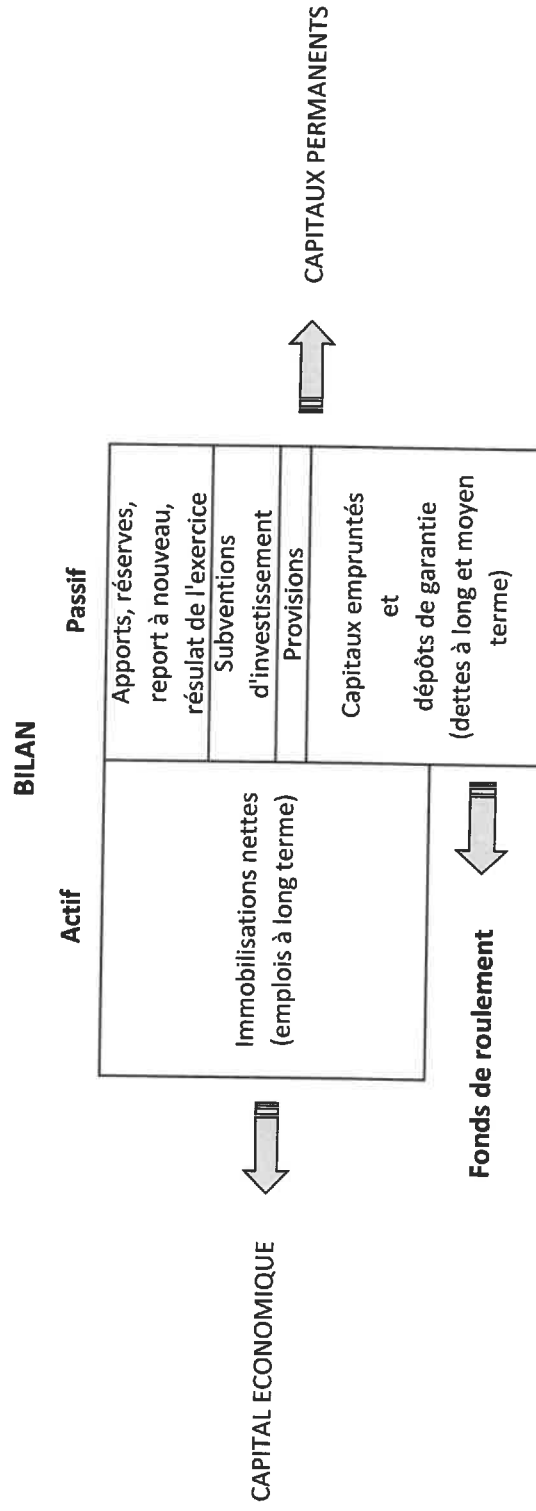 BILAN
Actif
Passif
Immobilisations nettes
(emplois à long terme)
Apports, réserves,
report à nouveau,
résulat de l'exercice
Subventions
d'investissement
Provisions
Capitaux empruntés
et
dépôts de garantie
(dettes à long et moyen
terme)
CAPITAL ECONOMIQUE
CAPITAUX PERMANENTS
Fonds de roulement